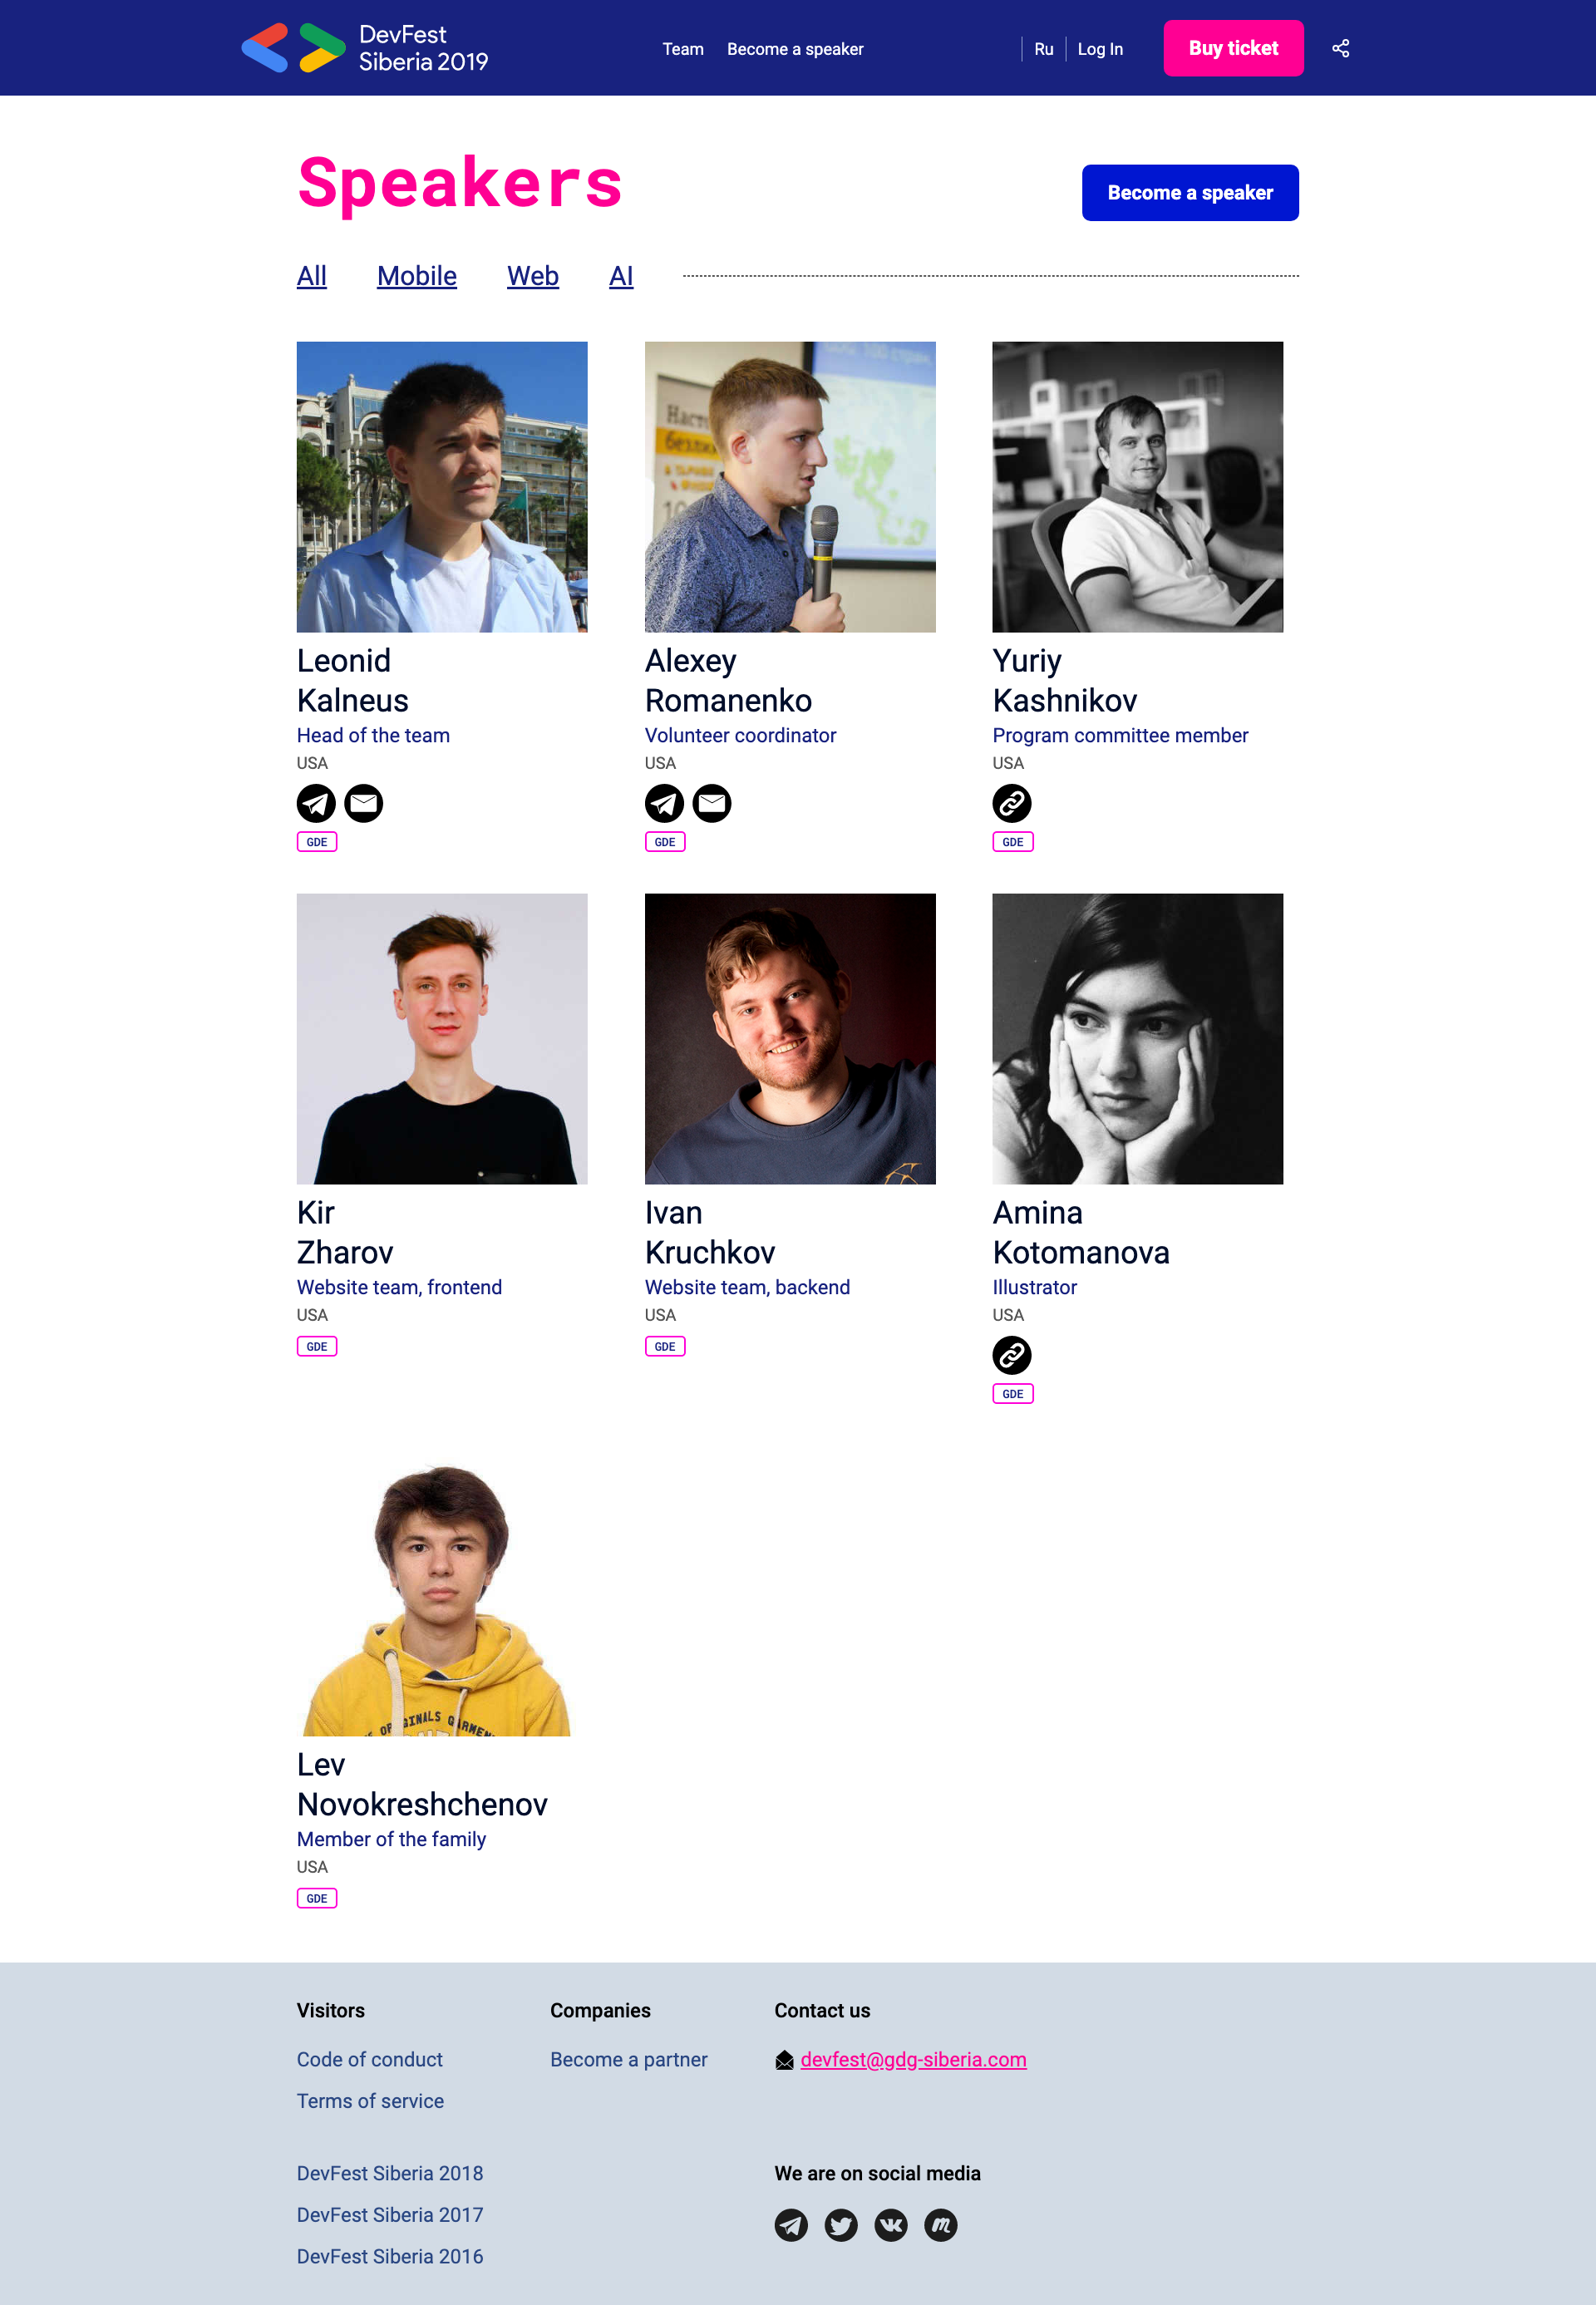 DevFest
Siberia 2019
Team Become a speaker Ru Log In Buy ticket
Speakers
Become a speaker
All Mobile Web AI
Насто
безли
10
Leonid
Kalneus
Head of the team
USA
GDE
Alexey
Romanenko
Volunteer coordinator
USA
GDE
Yuriy
Kashnikov
Program committee member
USA
GDE
Kir
Zharov
Website team, frontend
USA
GDE
Ivan
Kruchkov
Website team, backend
USA
GDE
Amina
Kotomanova
Illustrator
USA
GDE
Lev
Novokreshchenov
Member of the family
USA
GDE
Visitors
Code of conduct
Terms of service
DevFest Siberia 2018
DevFest Siberia 2017
DevFest Siberia 2016
Companies
Become a partner
Contact us
devfest@gdg-siberia.com
We are on social media